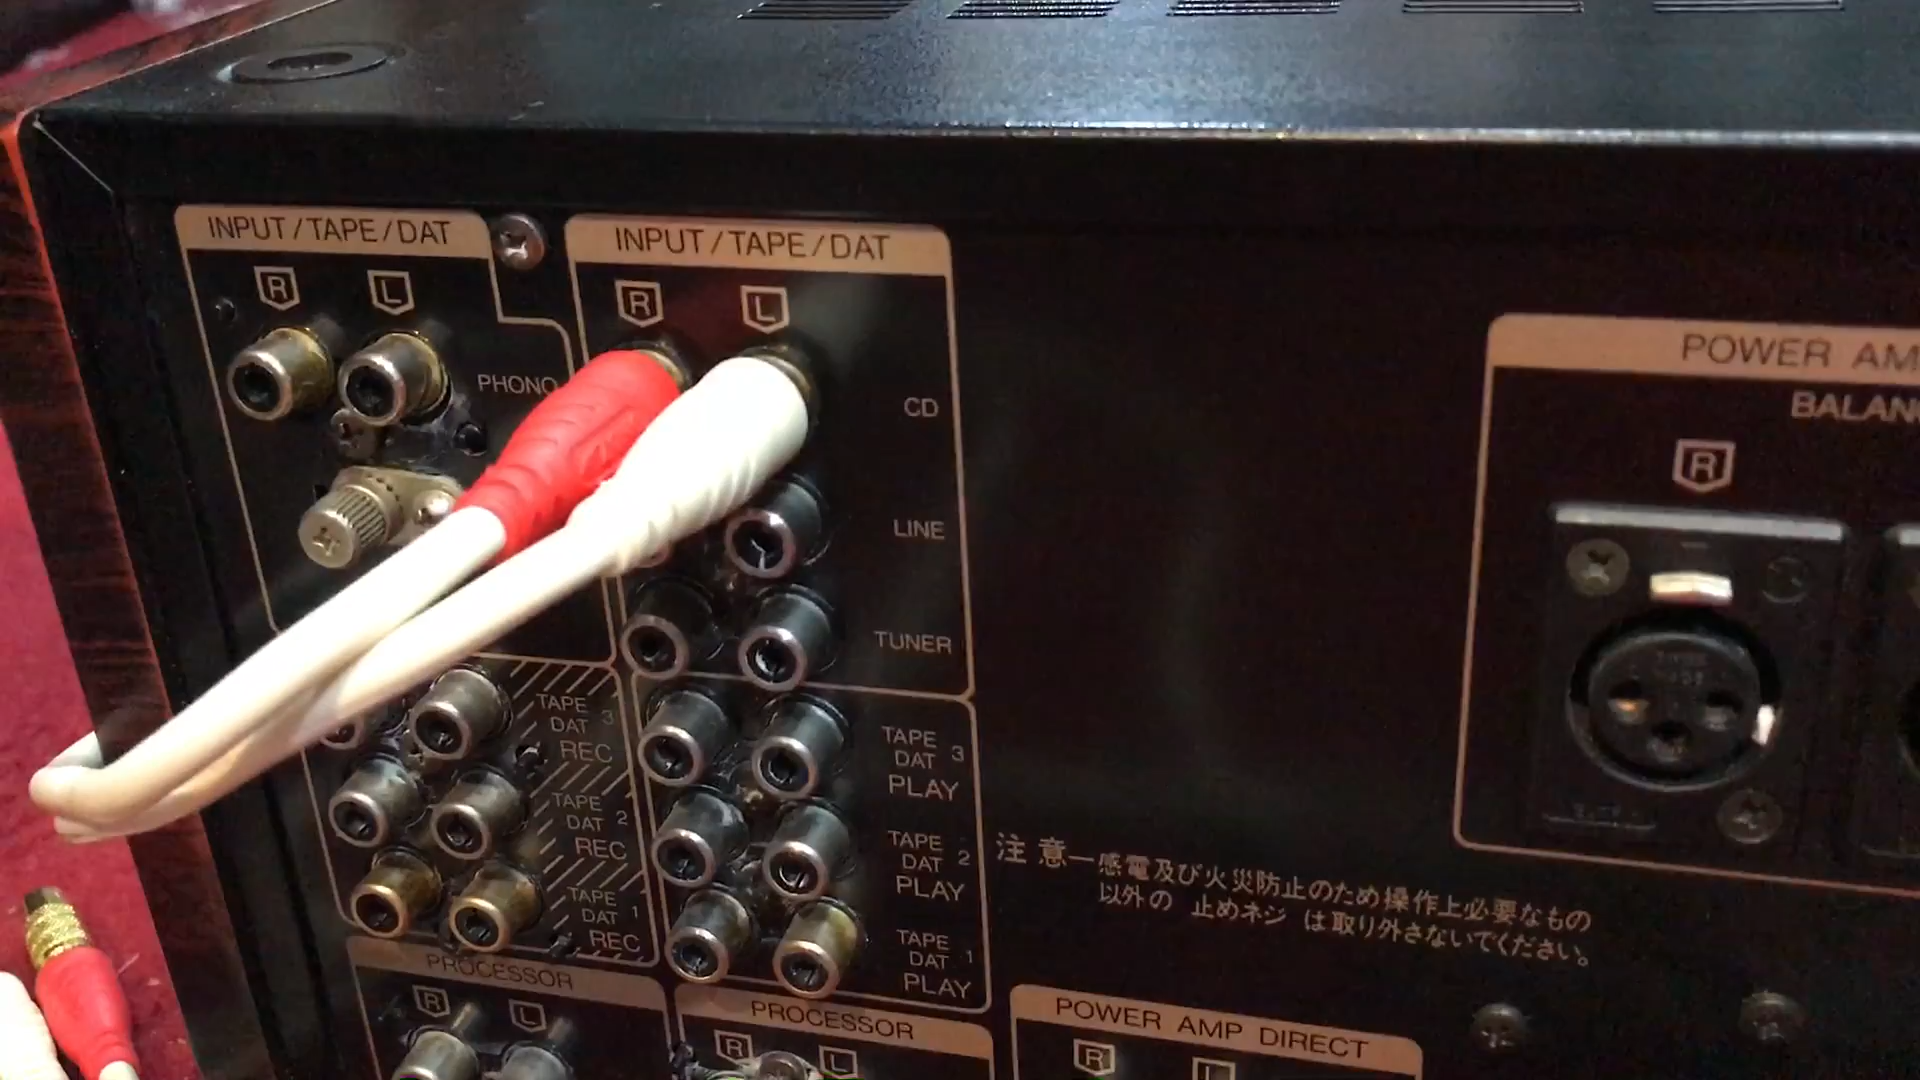 INPUT/TAPE/DAT
R L
PHONO
INPUT/TAPE/DAT
R L
CD
LINE
TUNER
TAPE 3
DAT
REC
TAPE 2
DAT
REC
TAPE 1
DAT
REC
TAPE 3
DAT
PLAY
TAPE 2
DAT
PLAY
TAPE 1
DAT
PLAY
PROCESSOR
R L
PROCESSOR
R L
POWER AMP DIRECT
R L
POWER AM
BALANC
R
注意—感電及び火災防止のため操作上必要なもの
以外の 止めネジ は取り外さないでください。